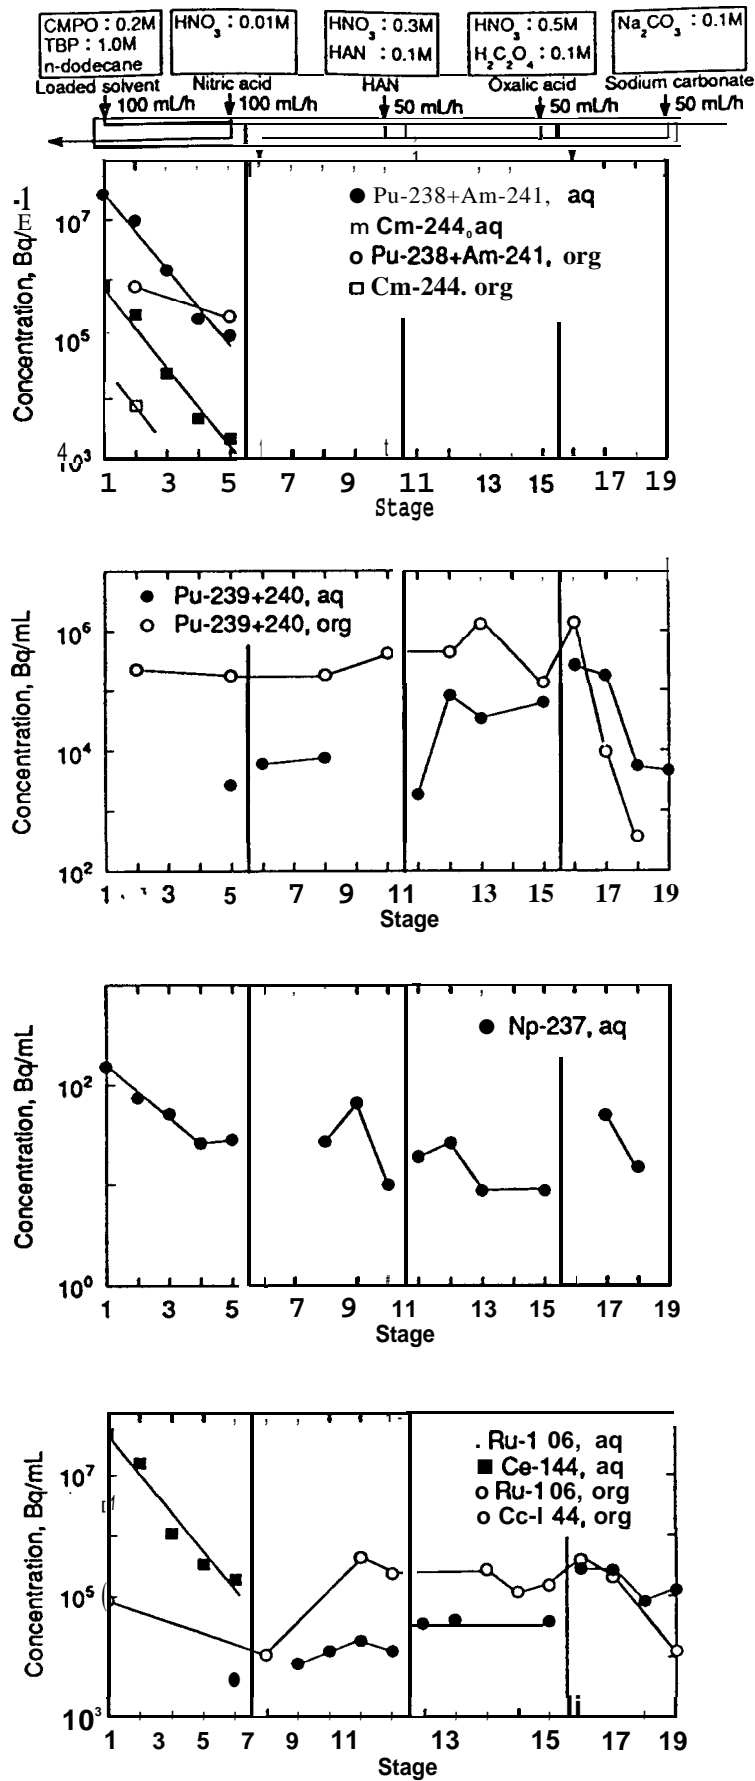 CMPO : 0.2M
TBP : 1.0M
n-dodecane
HNO3 : 0.01M
HNO3 : 0.3M
HAN : 0.1M
HNO3 : 0.5M
H2C2O4 : 0.1M
Na2CO3 : 0.1M
Loaded solvent
Nitric acid
HAN
Oxalic acid
Sodium carbonate
100 mL/h
100 mL/h
50 mL/h
50 mL/h
50 mL/h
Concentration, Bq/
10^7
10^5
10^3
Pu-238+Am-241, aq
m Cm-244, aq
Pu-238+Am-241, org
Cm-244. org
1 3 5 7 9 11 13 15 17 19
Stage
Concentration, Bq/mL
10^6
10^4
10^2
Pu-239+240, aq
Pu-239+240, org
1 3 5 7 9 11 13 15 17 19
Stage
Concentration, Bq/mL
10^2
10^0
Np-237, aq
1 3 5 7 9 11 13 15 17 19
Stage
Concentration, Bq/mL
10^7
10^5
10^3
. Ru-1 06, aq
Ce-144, aq
Ru-106, org
Cc-I 44, org
1 3 5 7 9 11 13 15 17 19
Stage